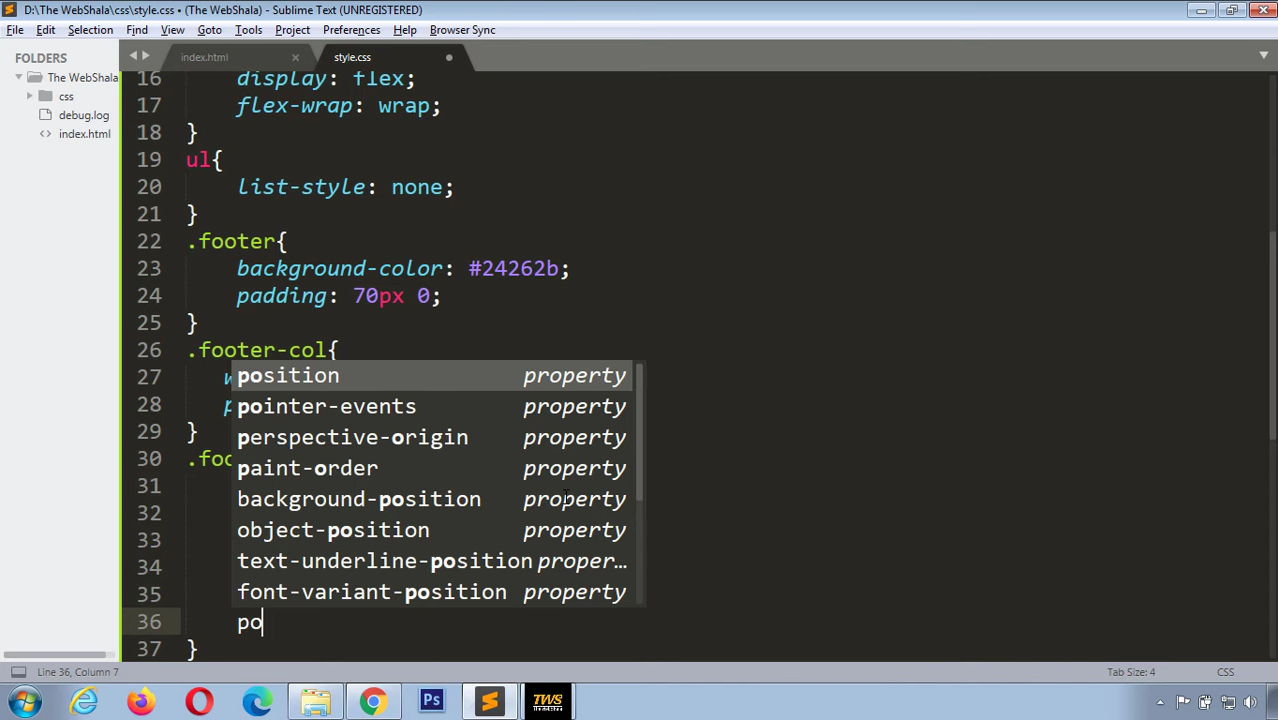 D:\The WebShala\css\style.css • - Sublime Text (UNREGISTERED)
File Edit Selection Find View Goto Tools Project Preferences Help Browser Sync
FOLDERS
The WebShala
css
debug.log
index.html
index.html
style.css
16 display: flex;
17 flex-wrap: wrap;
18 }
19 ul{
20 list-style: none;
21 }
22 .footer{
23 background-color: #24262b;
24 padding: 70px 0;
25 }
26 .footer-col{
27 w
28 p
29 }
30 .foo
31
32
33
34
35
36 po
37 }
position property
pointer-events property
perspective-origin property
paint-order property
background-position property
object-position property
text-underline-position proper...
font-variant-position property
Line 36, Column 7
Tab Size: 4
CSS
Ps
TWS